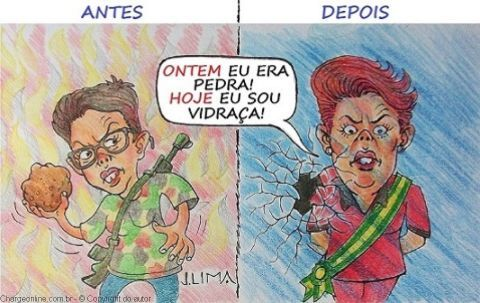 ANTES
DEPOIS
ONTEM EU ERA
PEDRA!
HOJE EU SOU
VIDRAÇA!
J.LIMA
Chargeonline.com.br - © Copyright do autor